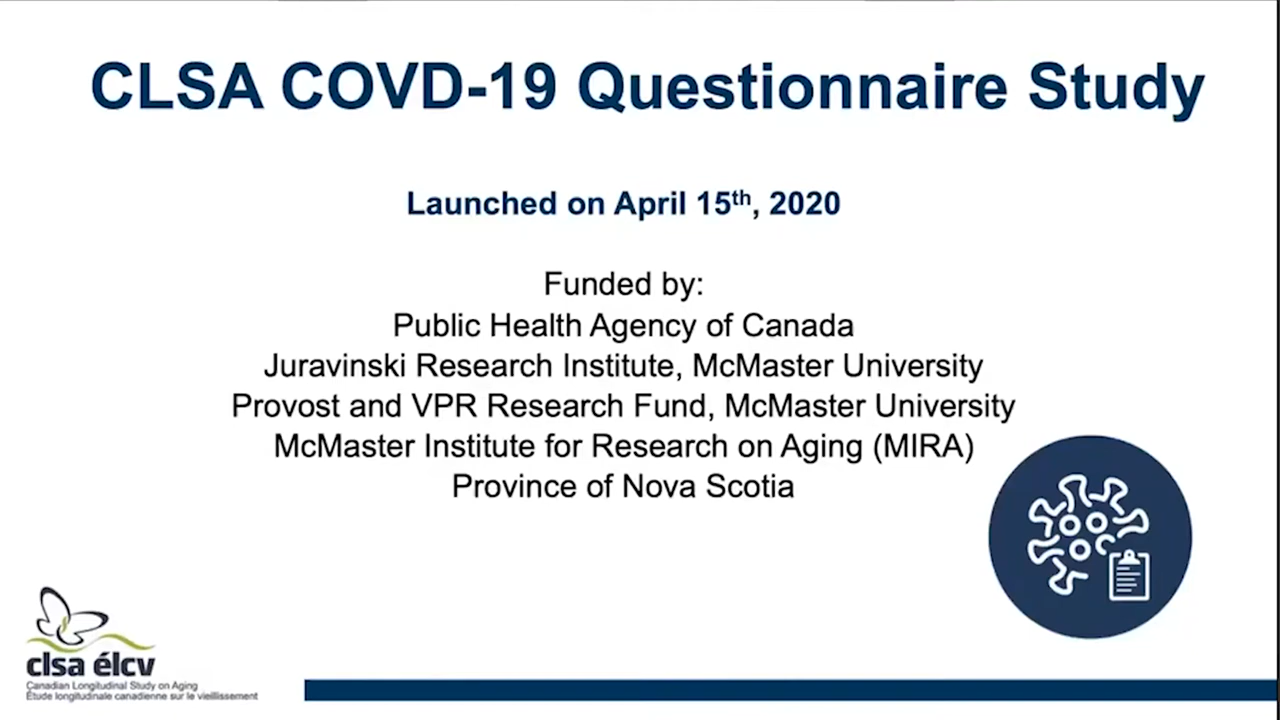 CLSA COVD-19 Questionnaire Study
Launched on April 15th, 2020
Funded by:
Public Health Agency of Canada
Juravinski Research Institute, McMaster University
Provost and VPR Research Fund, McMaster University
McMaster Institute for Research on Aging (MIRA)
Province of Nova Scotia
clsa élcv
Canadian Longitudinal Study on Aging
Étude longitudinale canadienne sur le vieillissement